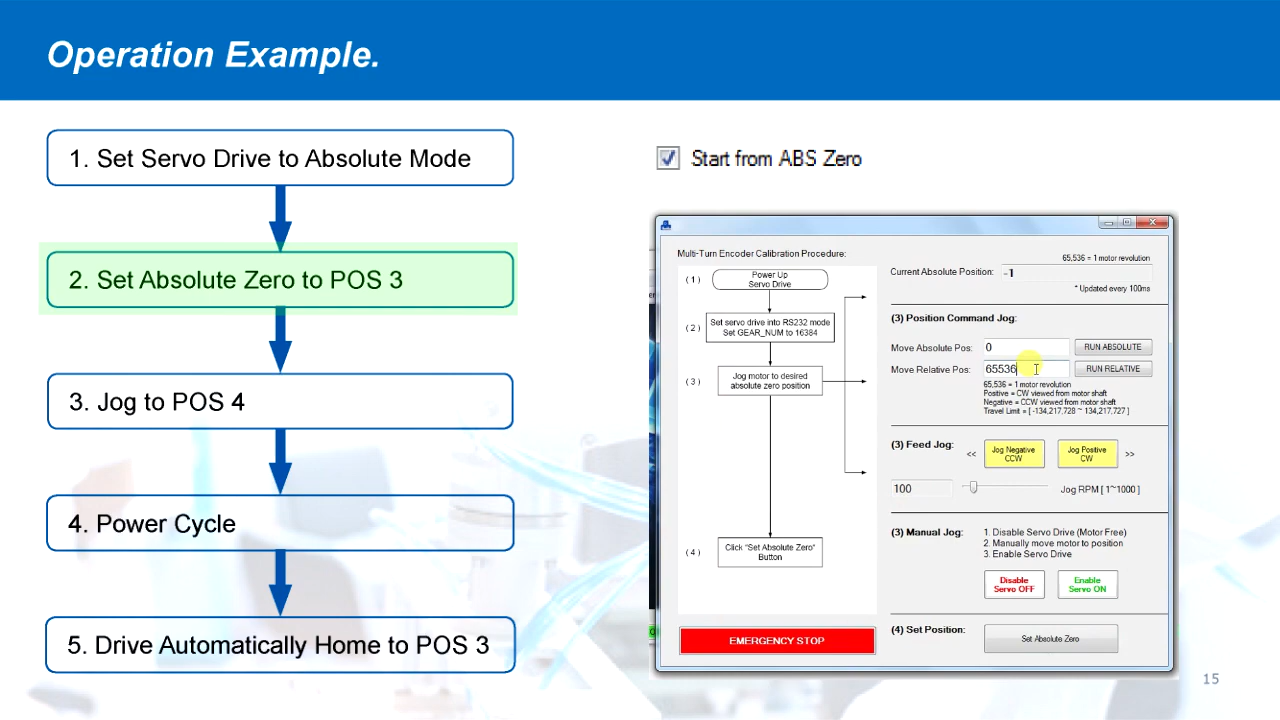 Operation Example.
1. Set Servo Drive to Absolute Mode
2. Set Absolute Zero to POS 3
3. Jog to POS 4
4. Power Cycle
5. Drive Automatically Home to POS 3
Start from ABS Zero
Multi-Turn Encoder Calibration Procedure:
(1)
Power Up
Servo Drive
(2)
Set servo drive into RS232 mode
Set GEAR_NUM to 16384
(3)
Jog motor to desired
absolute zero position
(4)
Click "Set Absolute Zero"
Button
EMERGENCY STOP
65,536 = 1 motor revolution
Current Absolute Position: -1
* Updated every 100ms
(3) Position Command Jog:
Move Absolute Pos: 0 RUN ABSOLUTE
Move Relative Pos: 65536 RUN RELATIVE
65,536 = 1 motor revolution
Positive = CW viewed from motor shaft
Negative = CCW viewed from motor shaft
Travel Limit = [ -134,217,728 ~ 134,217,727 ]
(3) Feed Jog:
<<
Jog Negative
CCW
Jog Postive
CW
>>
100
Jog RPM [ 1~1000 ]
(3) Manual Jog:
1. Disable Servo Drive (Motor Free)
2. Manually move motor to position
3. Enable Servo Drive
Disable
Servo OFF
Enable
Servo ON
(4) Set Position:
Set Absolute Zero
15